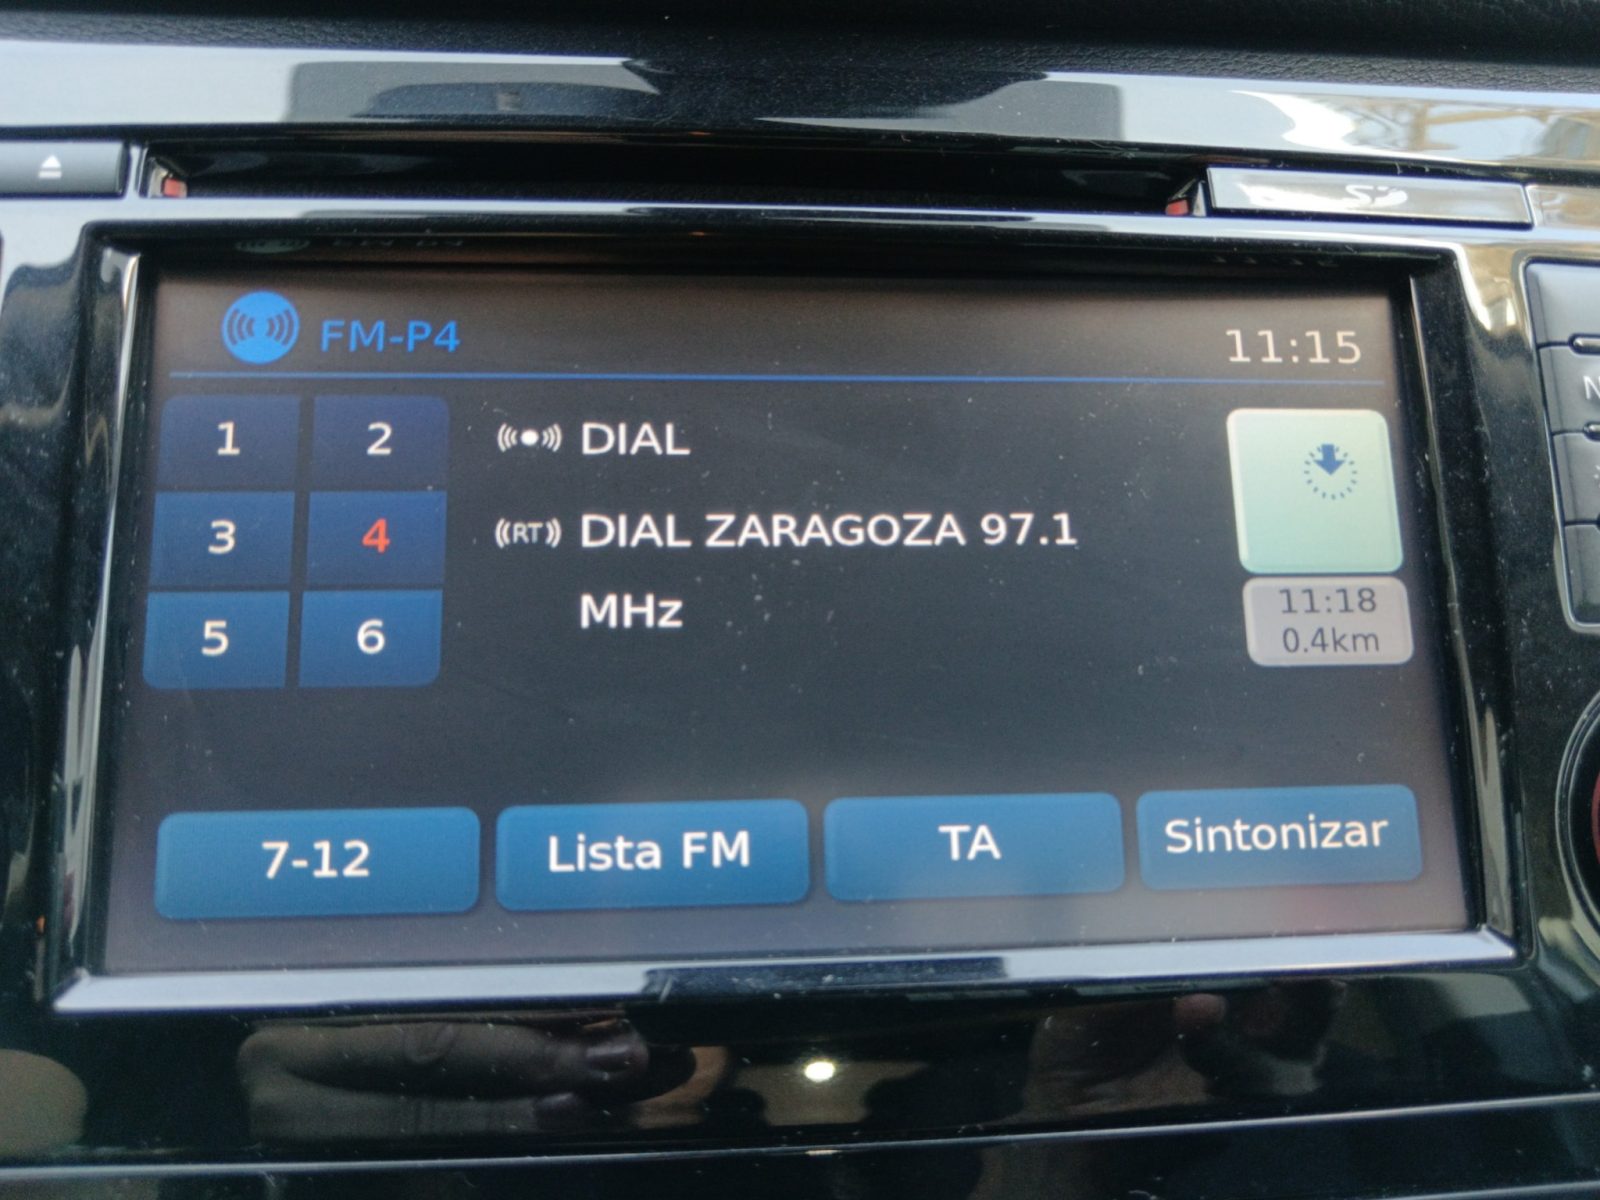 FM-P4
11:15
1 2
3 4
5 6
DIAL
RT DIAL ZARAGOZA 97.1
MHz
11:18
0.4km
7-12
Lista FM
TA
Sintonizar